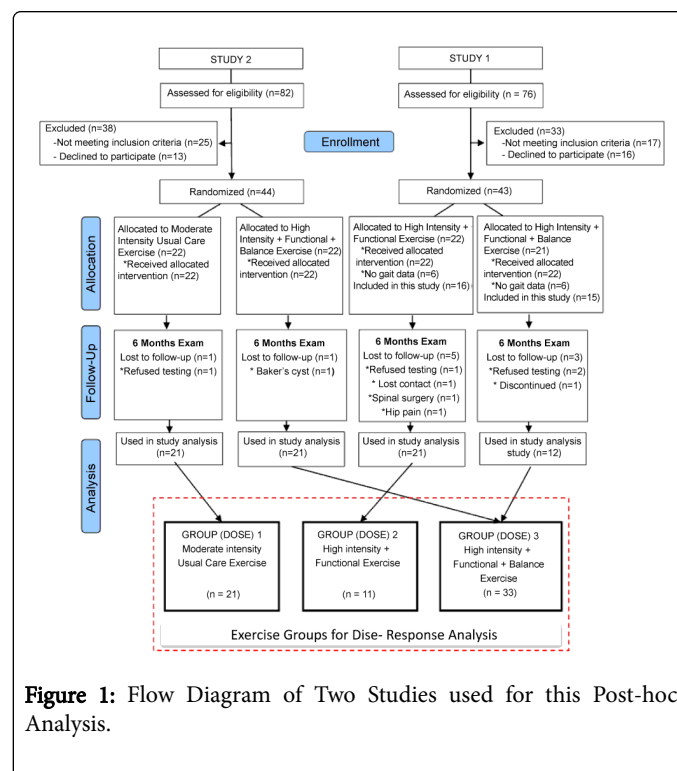 STUDY 2
STUDY 1
Assessed for eligibility (n=82)
Assessed for eligibility (n = 76)
Excluded (n=38)
-Not meeting inclusion criteria (n=25)
- Declined to participate (n=13)
Enrollment
Excluded (n=33)
-Not meeting inclusion criteria (n=17)
- Declined to participate (n=16)
Randomized (n=44)
Randomized (n=43)
Allocation
Allocated to Moderate
Intensity Usual Care
Exercise (n=22)
*Received allocated
intervention (n=22)
Allocated to High
Intensity + Functional +
Balance Exercise (n=22)
*Received allocated
intervention (n=22)
Allocated to High Intensity +
Functional Exercise (n=22)
*Received allocated
intervention (n=22)
*No gait data (n=6)
Included in this study (n=16)
Allocated to High Intensity +
Functional + Balance
Exercise (n=21)
*Received allocated
intervention (n=22)
*No gait data (n=6)
Included in this study (n=15)
Follow-Up
6 Months Exam
Lost to follow-up (n=1)
*Refused testing (n=1)
6 Months Exam
Lost to follow-up (n=1)
* Baker's cyst (n=1)
6 Months Exam
Lost to follow-up (n=5)
*Refused testing (n=1)
* Lost contact (n=1)
*Spinal surgery (n=1)
*Hip pain (n=1)
6 Months Exam
Lost to follow-up (n=3)
*Refused testing (n=2)
* Discontinued (n=1)
Analysis
Used in study analysis
(n=21)
Used in study analysis
(n=21)
Used in study analysis
(n=21)
Used in study analysis
study (n=12)
GROUP (DOSE) 1
Moderate intensity
Usual Care Exercise
(n = 21)
GROUP (DOSE) 2
High intensity +
Functional Exercise
(n = 11)
GROUP (DOSE) 3
High intensity +
Functional + Balance
Exercise
(n = 33)
Exercise Groups for Dise- Response Analysis
Figure 1: Flow Diagram of Two Studies used for this Post-hoc
Analysis.